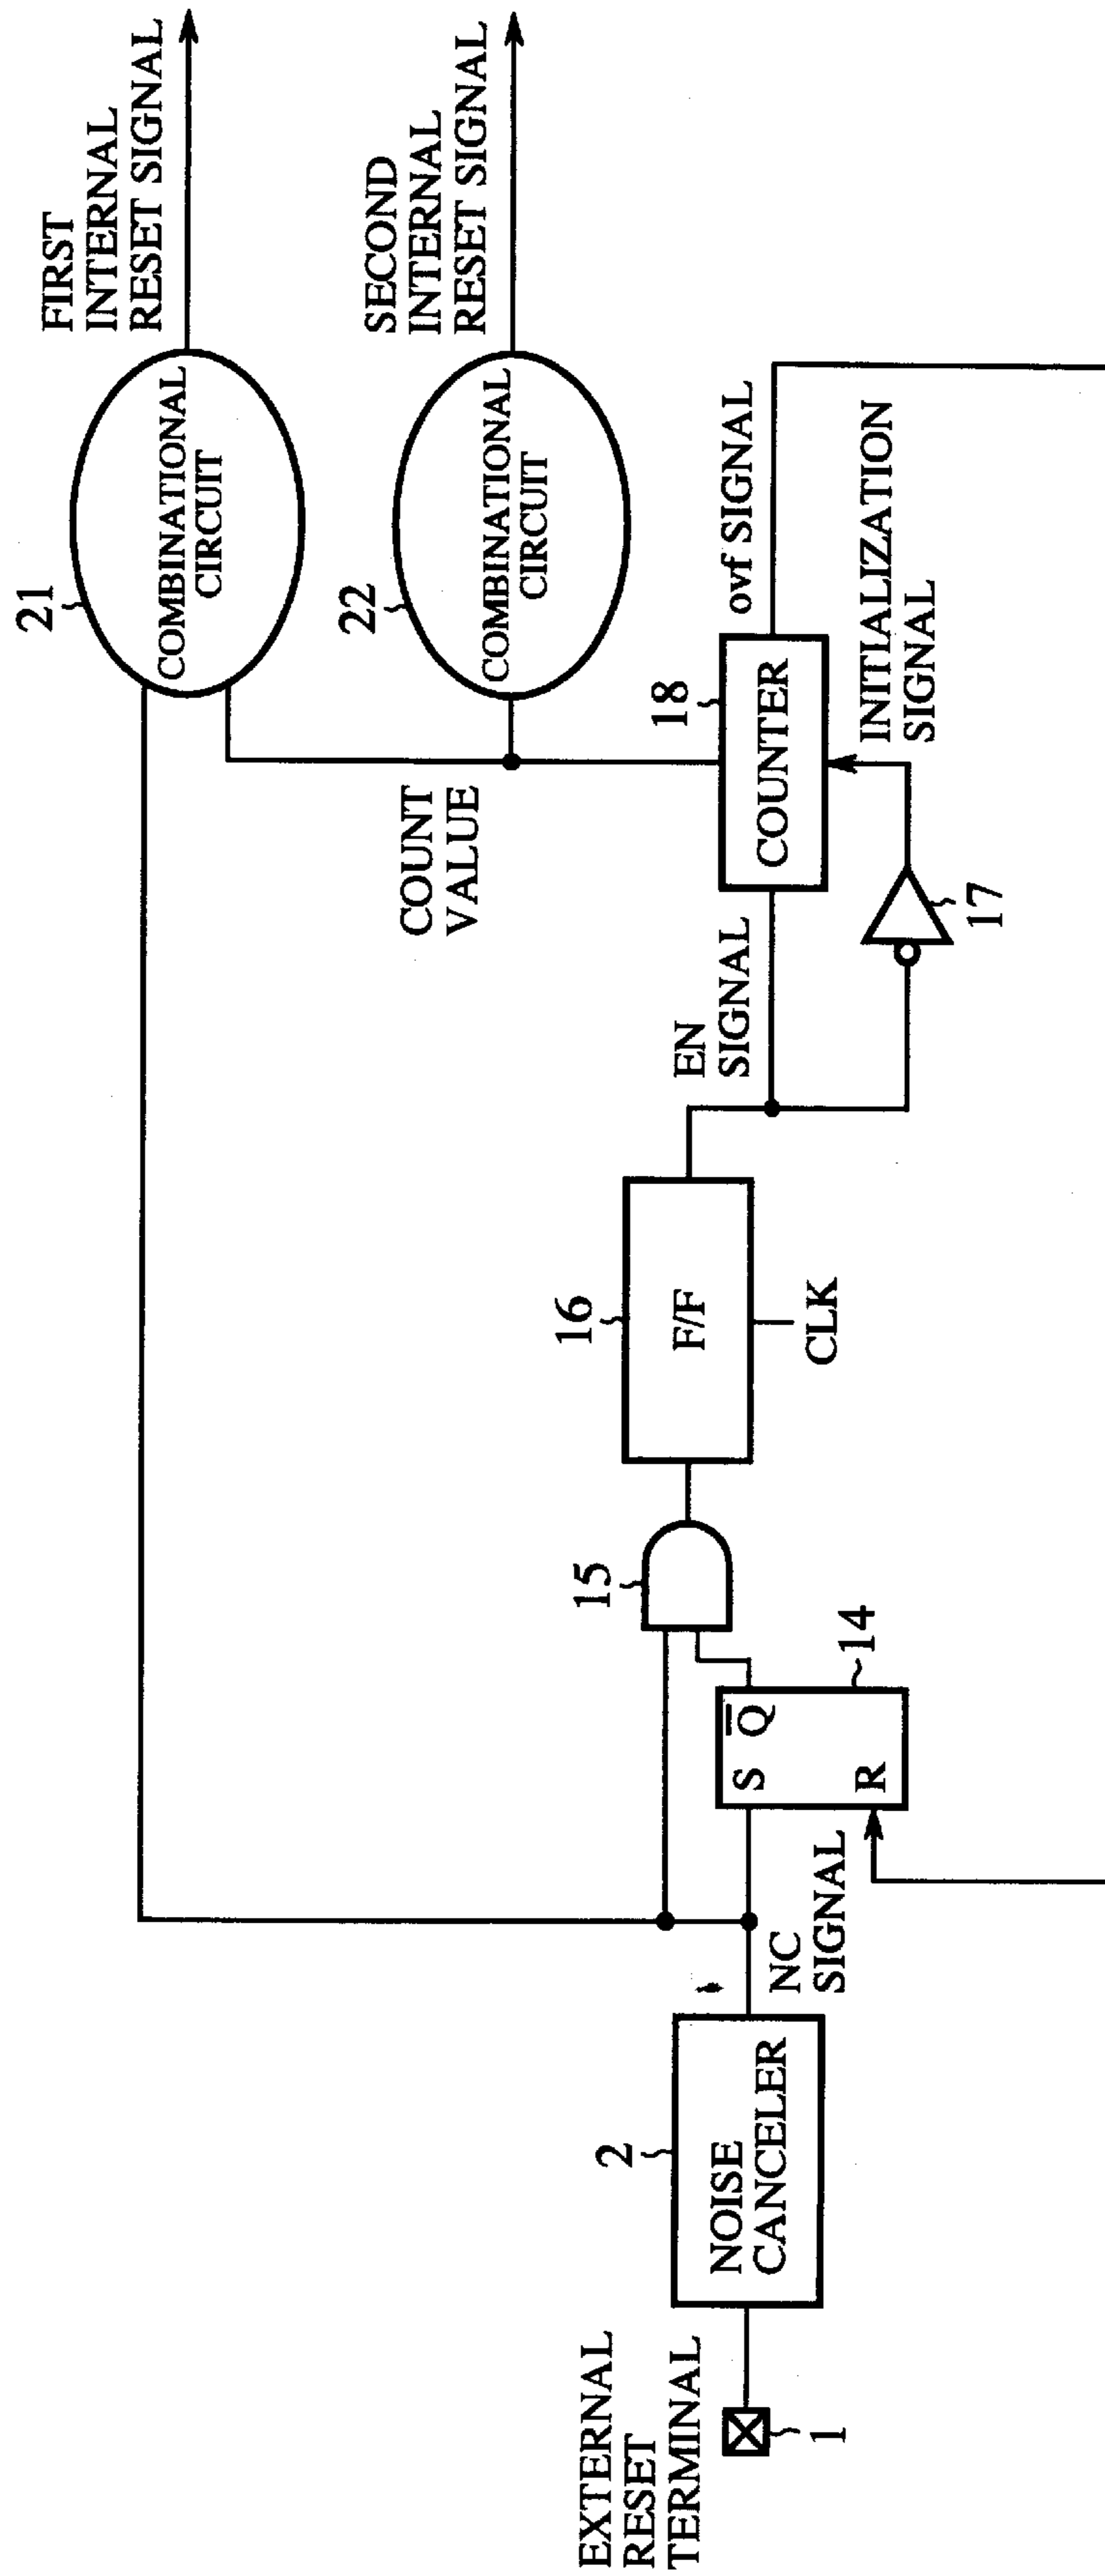 EXTERNAL
RESET
TERMINAL
1
2
NOISE
CANCELER
NC
SIGNAL
S
Q̅
R
14
15
16
F/F
CLK
EN
SIGNAL
17
18
COUNTER
INITIALIZATION
SIGNAL
ovf SIGNAL
COUNT
VALUE
21
COMBINATIONAL
CIRCUIT
FIRST
INTERNAL
RESET SIGNAL
22
COMBINATIONAL
CIRCUIT
SECOND
INTERNAL
RESET SIGNAL